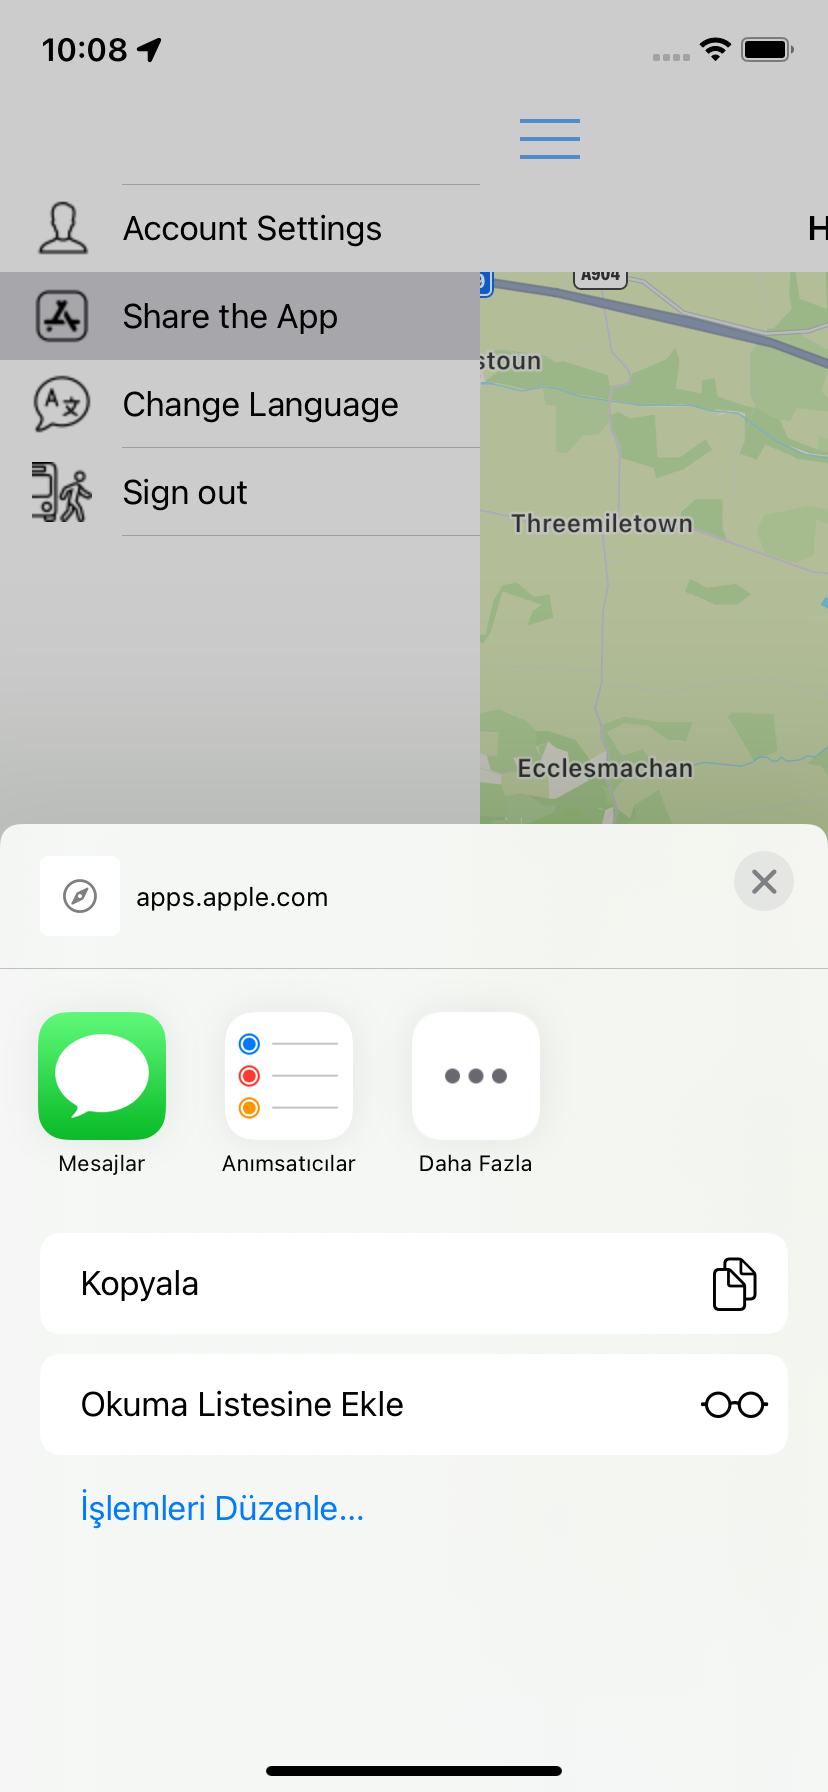 10:08
Account Settings
H
Share the App
A904
stoun
Change Language
Sign out
Threemiletown
Ecclesmachan
apps.apple.com
Mesajlar
Anımsatıcılar
Daha Fazla
Kopyala
Okuma Listesine Ekle
İşlemleri Düzenle...